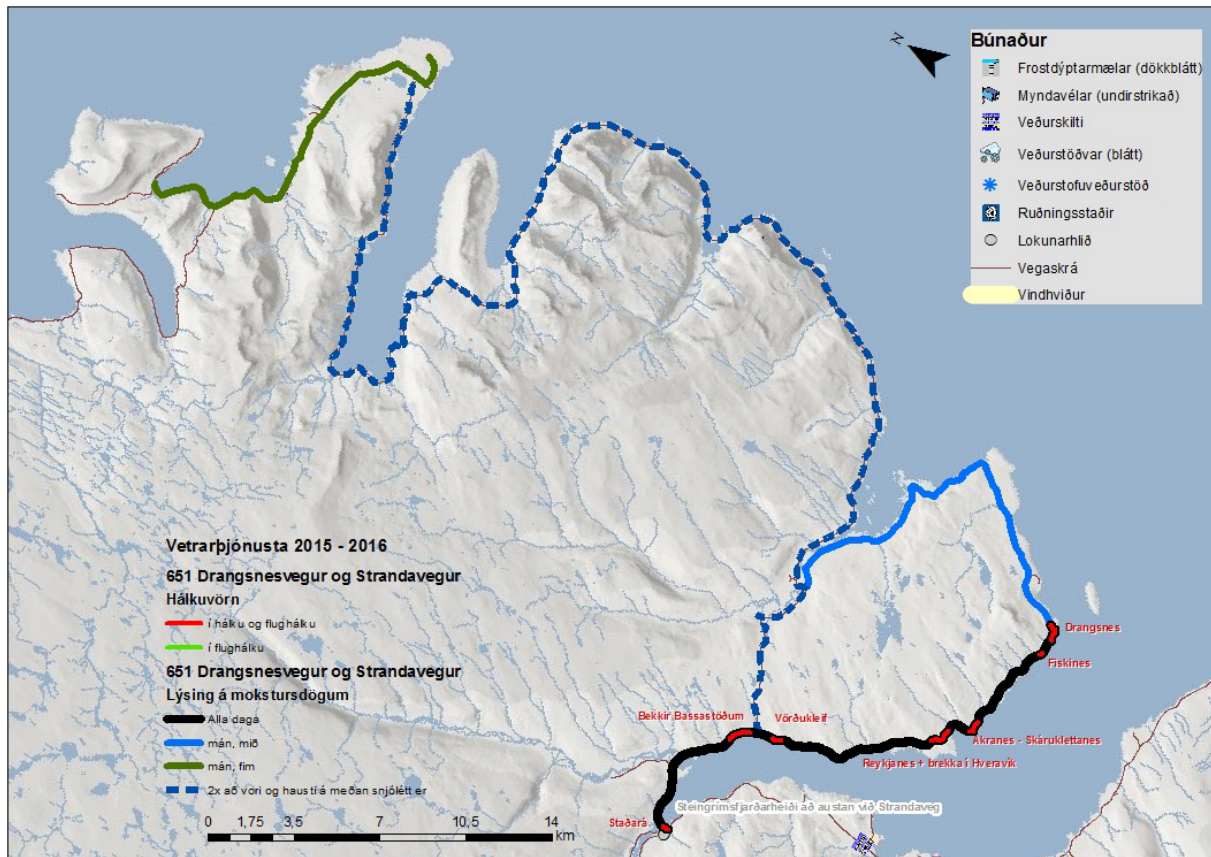 N
Búnaður
Frostdýptarmælar (dökkblátt)
Myndavélar (undirstrikað)
Veðurskilti
Veðurstöðvar (blátt)
Veðurstofuveðurstöð
Ruðningsstaðir
Lokunarhlið
Vegaskrá
Vindhviður
Vetrarþjónusta 2015 - 2016
651 Drangsnesvegur og Strandavegur
Hálkuvörn
í hálku og flughálku
í flughálku
651 Drangsnesvegur og Strandavegur
Lýsing á mokstursdögum
Alla daga
mán, mið
mán, fim
2x að vori og hausti á meðan snjólétt er
0 1,75 3,5 7 10,5 14
km
Drangsnes
Fiskines
Bekkir Bassastöðum
Vörðukleif
Akranes - Skáruklettanes
Reykjanes + brekka í Hveravík
Steingrímsfjarðarheiði að austan við Strandaveg
Staðará